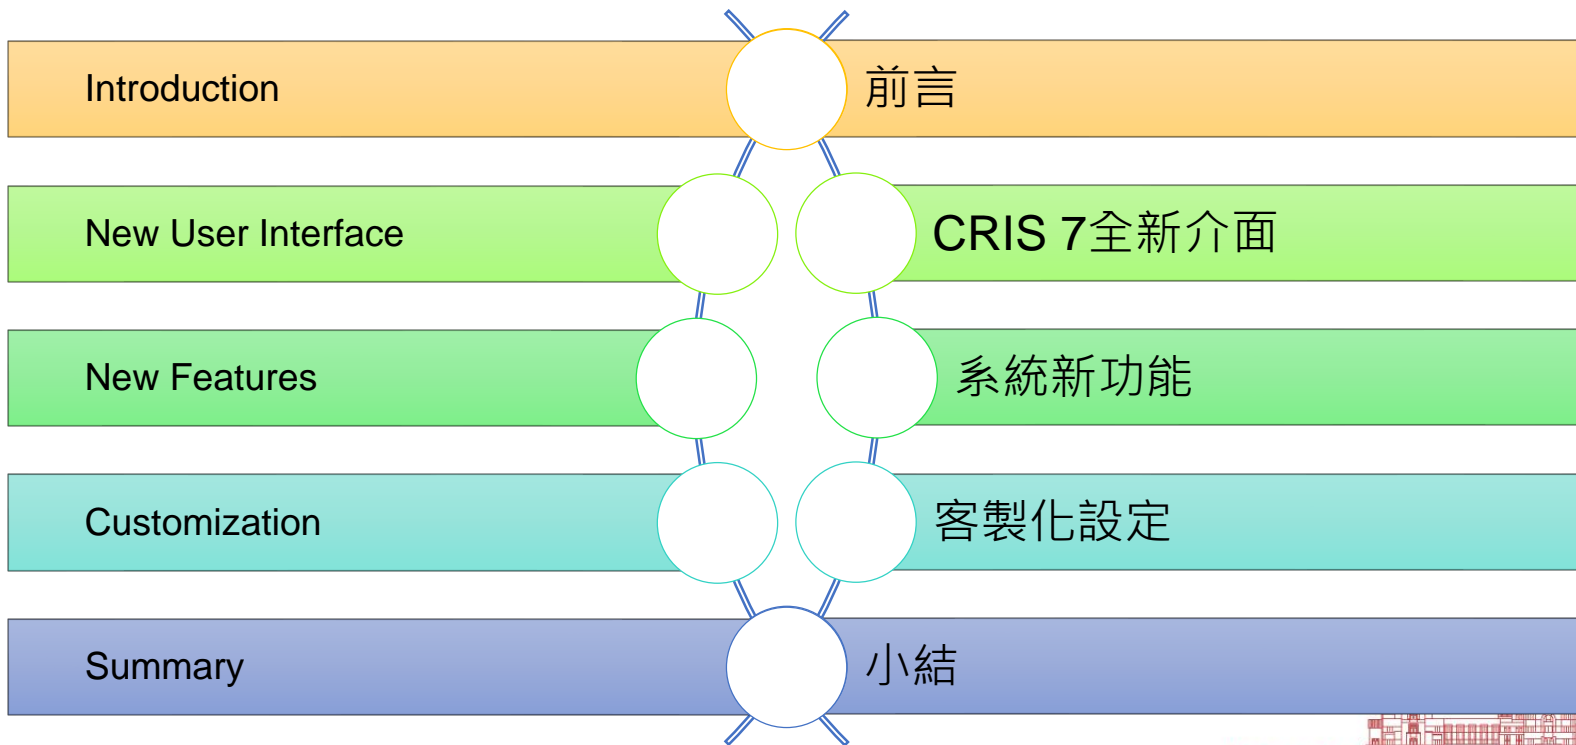 Introduction
前言
New User Interface
CRIS 7全新介面
New Features
系統新功能
Customization
客製化設定
Summary
小結